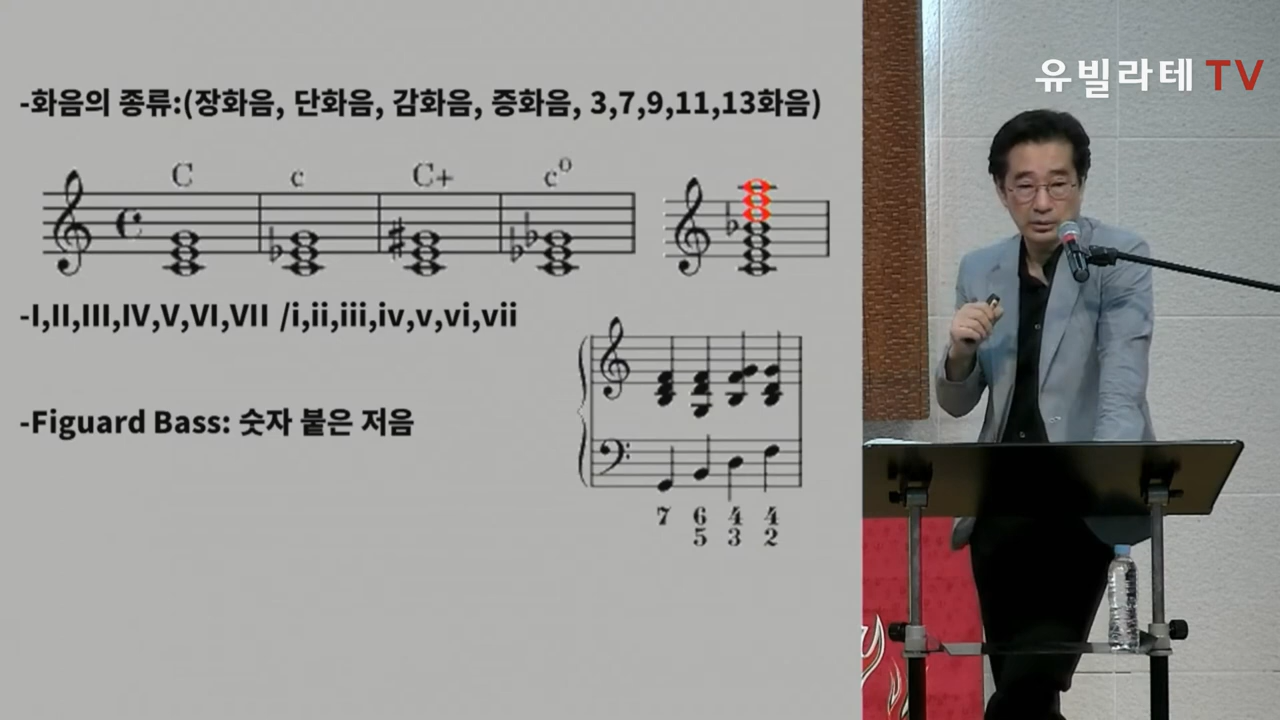 유빌라테 TV
-화음의 종류:(장화음, 단화음, 감화음, 증화음, 3,7,9,11,13화음)
C c C+ c°
-I,II,III,IV,V,VI,VII /i,ii,iii,iv,v,vi,vii
-Figuard Bass: 숫자 붙은 저음
7 6 4 4
5 3 2